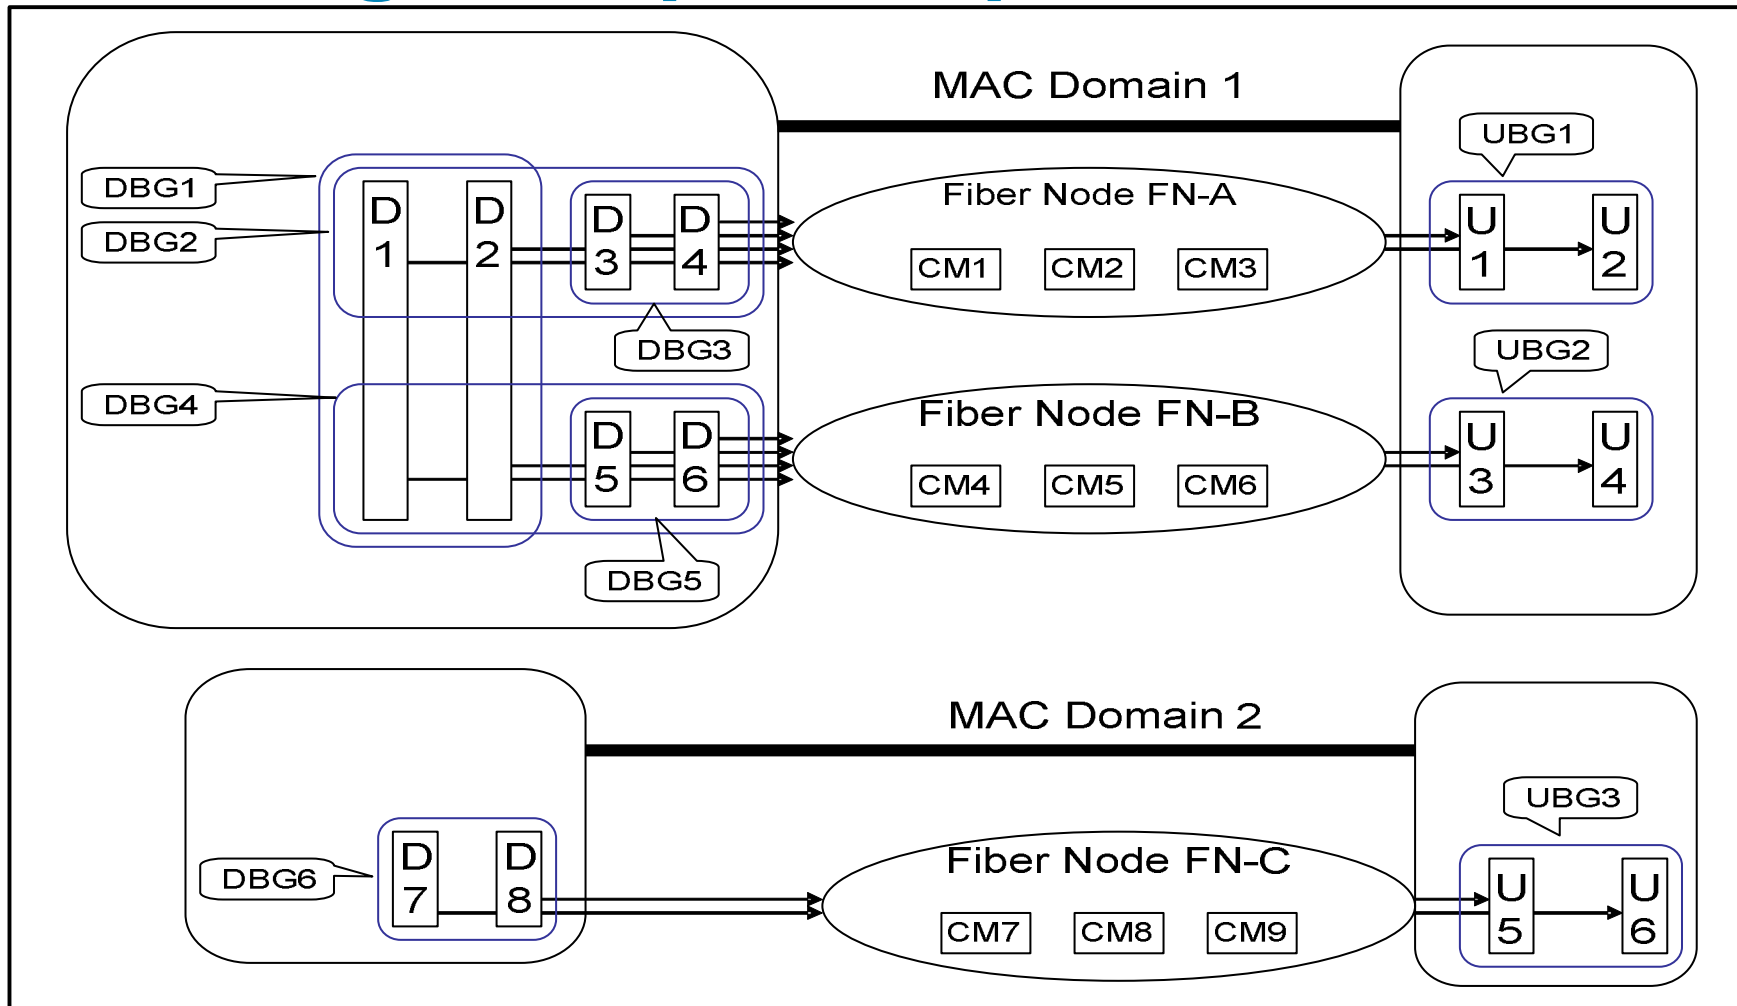 MAC Domain 1
UBG1
DBG1
DBG2
D 1
D 2
D 3
D 4
Fiber Node FN-A
CM1 CM2 CM3
U 1
U 2
DBG3
UBG2
DBG4
D 5
D 6
Fiber Node FN-B
CM4 CM5 CM6
U 3
U 4
DBG5
MAC Domain 2
UBG3
DBG6
D 7
D 8
Fiber Node FN-C
CM7 CM8 CM9
U 5
U 6